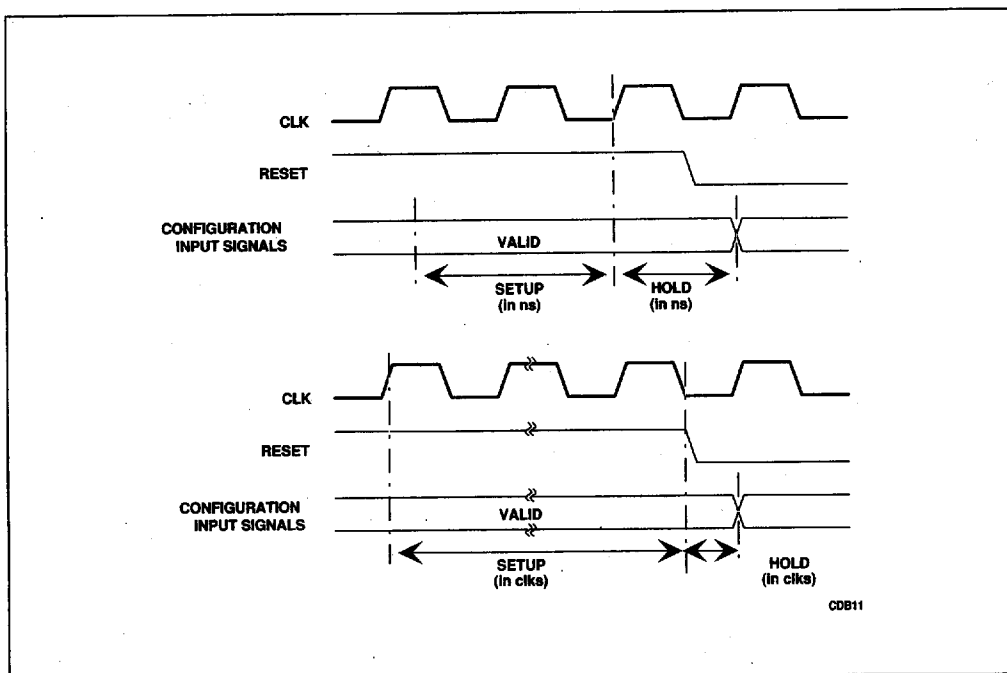 CLK
RESET
CONFIGURATION
INPUT SIGNALS
VALID
SETUP
(in ns)
HOLD
(in ns)
CLK
RESET
CONFIGURATION
INPUT SIGNALS
VALID
SETUP
(in clks)
HOLD
(in clks)
CDB11